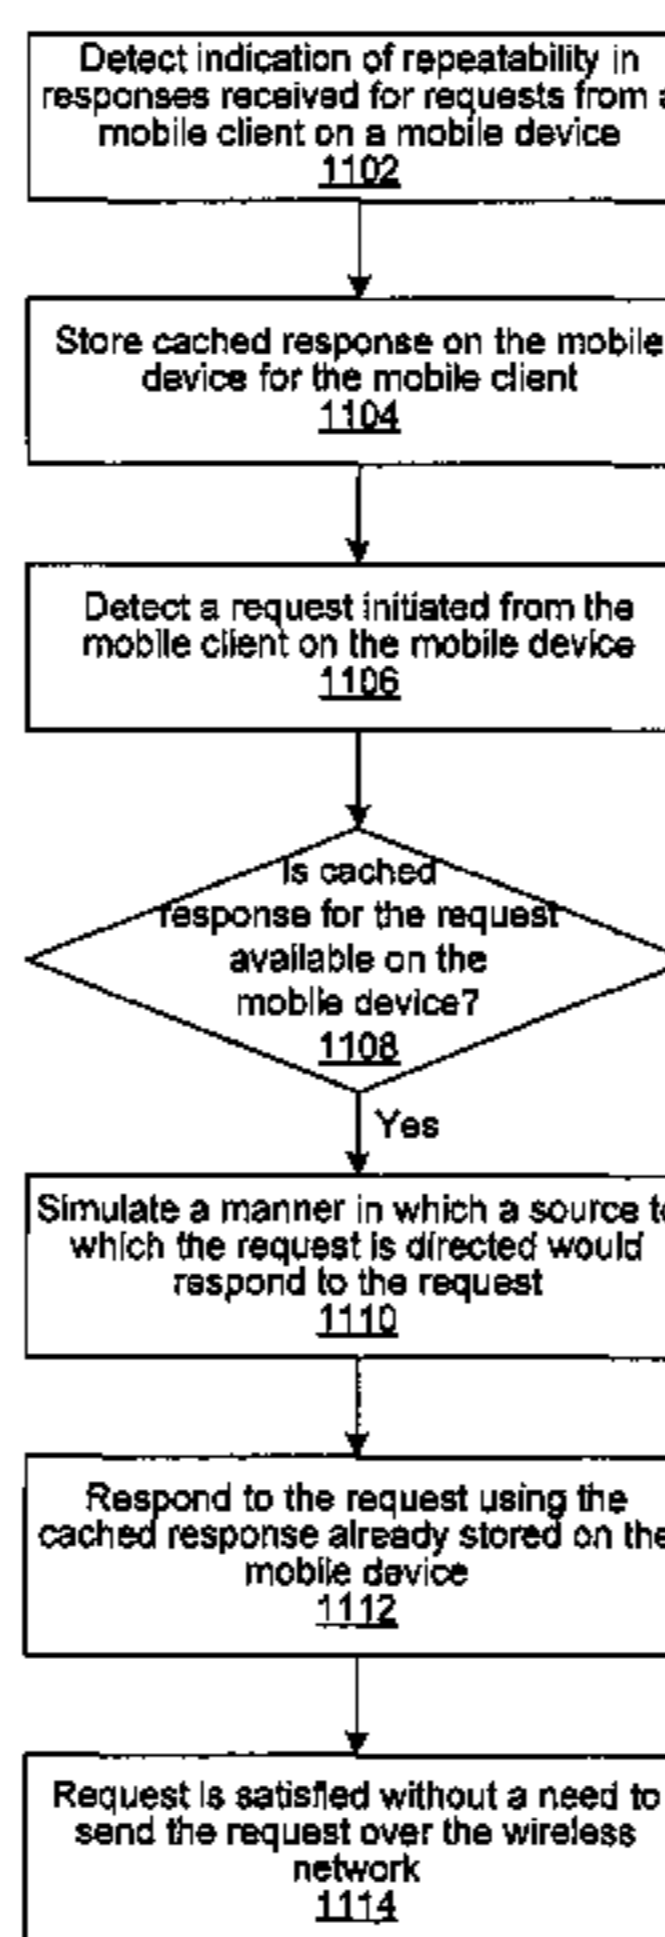 Detect indication of repeatability in
responses received for requests from a
mobile client on a mobile device
1102
Store cached response on the mobile
device for the mobile client
1104
Detect a request initiated from the
mobile client on the mobile device
1106
Is cached
response for the request
available on the
mobile device?
1108
Yes
Simulate a manner in which a source to
which the request is directed would
respond to the request
1110
Respond to the request using the
cached response already stored on the
mobile device
1112
Request is satisfied without a need to
send the request over the wireless
network
1114